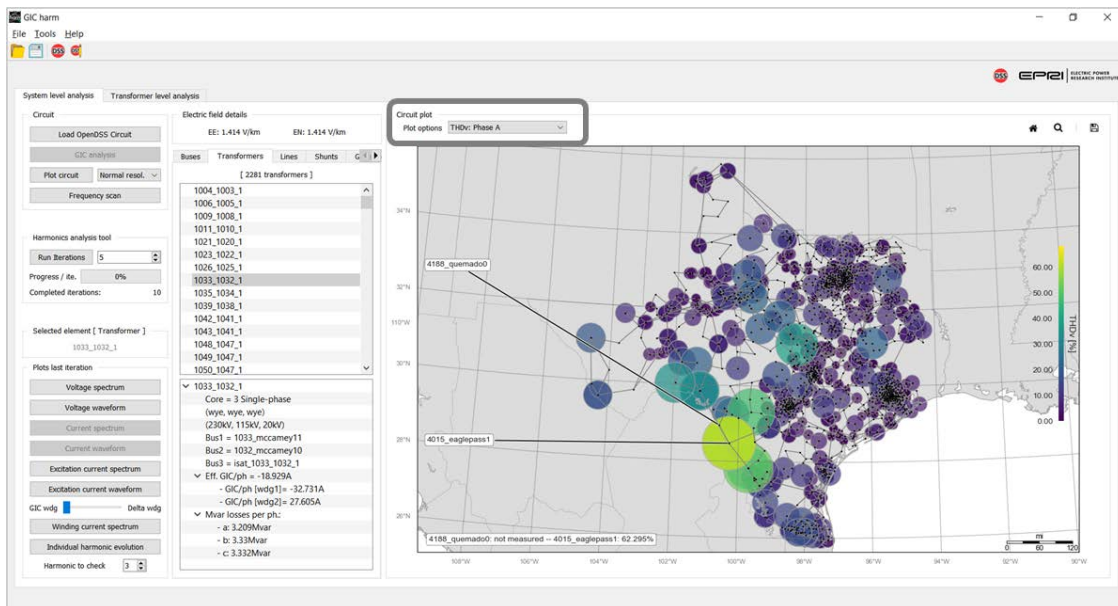 GIC harm
File Tools Help
DSS
DSS EPRI ELECTRIC POWER RESEARCH INSTITUTE
System level analysis Transformer level analysis
Circuit
Load OpenDSS Circuit
GIC analysis
Plot circuit Normal resol.
Frequency scan
Harmonics analysis tool
Run Iterations 5
Progress / ite. 0%
Completed iterations: 10
Selected element [ Transformer ]
1033_1032_1
Plots last iteration
Voltage spectrum
Voltage waveform
Current spectrum
Current waveform
Excitation current spectrum
Excitation current waveform
GIC wdg Delta wdg
Winding current spectrum
Individual harmonic evolution
Harmonic to check 3
Electric field details
EE: 1.414 V/km EN: 1.414 V/km
Buses Transformers Lines Shunts G
[ 2281 transformers ]
1004_1003_1
1006_1005_1
1009_1008_1
1011_1010_1
1021_1020_1
1023_1022_1
1026_1025_1
1033_1032_1
1035_1034_1
1039_1038_1
1042_1041_1
1043_1041_1
1048_1047_1
1049_1047_1
1050_1047_1
1033_1032_1
Core = 3 Single-phase
(wye, wye, wye)
(230kV, 115kV, 20kV)
Bus1 = 1033_mccamey11
Bus2 = 1032_mccamey10
Bus3 = isat_1033_1032_1
Eff. GIC/ph = -18.929A
- GIC/ph [wdg1]= -32.731A
- GIC/ph [wdg2]= 27.605A
Mvar losses per ph.:
- a: 3.209Mvar
- b: 3.33Mvar
- c: 3.332Mvar
Circuit plot
Plot options THDv: Phase A
34°N
4188_quemado0
32°N
112°W
30°N
28°N
4015_eaglepass1
26°N
4188_quemado0: not measured -- 4015_eaglepass1: 62.295%
60.00
50.00
40.00
30.00
20.00
10.00
0.00
THDv [%]
mi
0 60 120
108°W 106°W 104°W 102°W 100°W 98°W 96°W 94°W 92°W 90°W